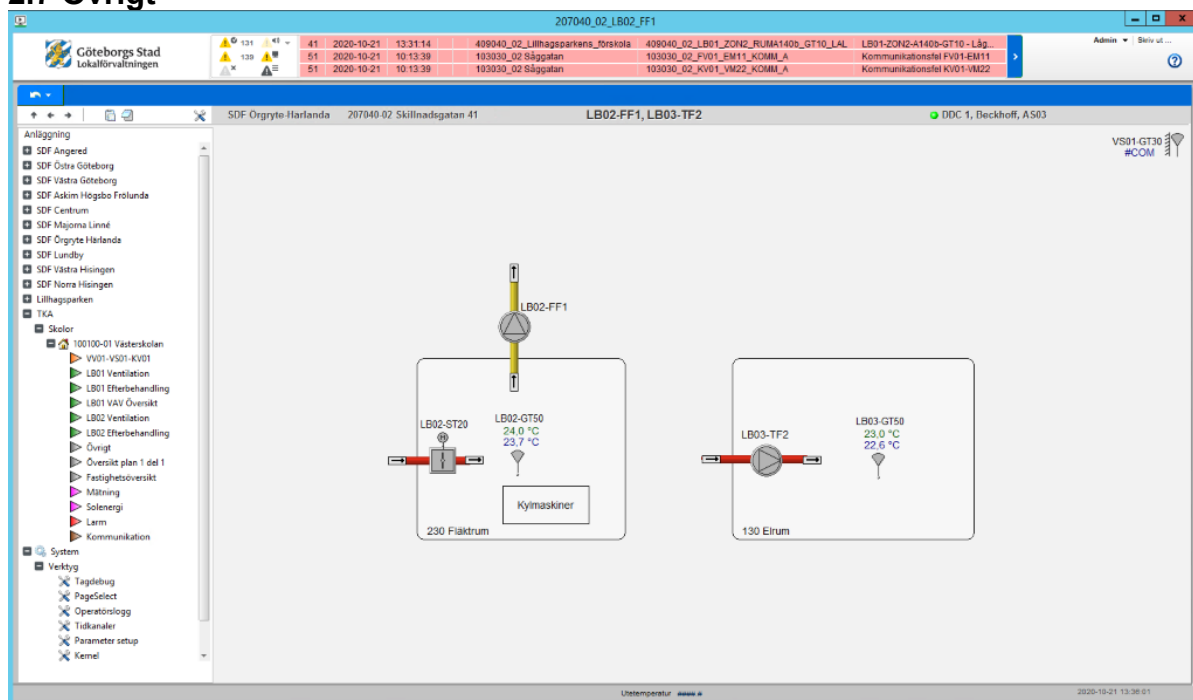 2.7 Övrigt
207040_02_LB02_FF1
Göteborgs Stad
Lokalförvaltningen
131
139
41 2020-10-21 13:31:14 409040_02_Lillhagsparkens_förskola 409040_02_LB01_ZON2_RUMA140b_GT10_LAL LB01-ZON2-A140b-GT10 - Låg...
51 2020-10-21 10:13:39 103030_02 Såggatan 103030_02_FV01_EM11_KOMM_A Kommunikationsfel FV01-EM11
51 2020-10-21 10:13:39 103030_02 Såggatan 103030_02_KV01_VM22_KOMM_A Kommunikationsfel KV01-VM22
Admin Skriv ut ...
SDF Örgryte-Härlanda 207040-02 Skillnadsgatan 41 LB02-FF1, LB03-TF2 DDC 1, Beckhoff, AS03
Anläggning
SDF Angered
SDF Östra Göteborg
SDF Västra Göteborg
SDF Askim Högsbo Frölunda
SDF Centrum
SDF Majorna Linné
SDF Örgryte Härlanda
SDF Lundby
SDF Västra Hisingen
SDF Norra Hisingen
Lillhagsparken
TKA
Skolor
100100-01 Västerskolan
VV01-VS01-KV01
LB01 Ventilation
LB01 Efterbehandling
LB01 VAV Översikt
LB02 Ventilation
LB02 Efterbehandling
Övrigt
Översikt plan 1 del 1
Fastighetsöversikt
Mätning
Solenergi
Larm
Kommunikation
System
Verktyg
Tagdebug
PageSelect
Operatörslogg
Tidkanaler
Parameter setup
Kernel
VS01-GT30
#COM
LB02-FF1
LB02-ST20
M
LB02-GT50
24,0 °C
23,7 °C
Kylmaskiner
230 Fläktrum
LB03-TF2
LB03-GT50
23,0 °C
22,6 °C
130 Elrum
Utetemperatur ####.#
2020-10-21 13:36:01